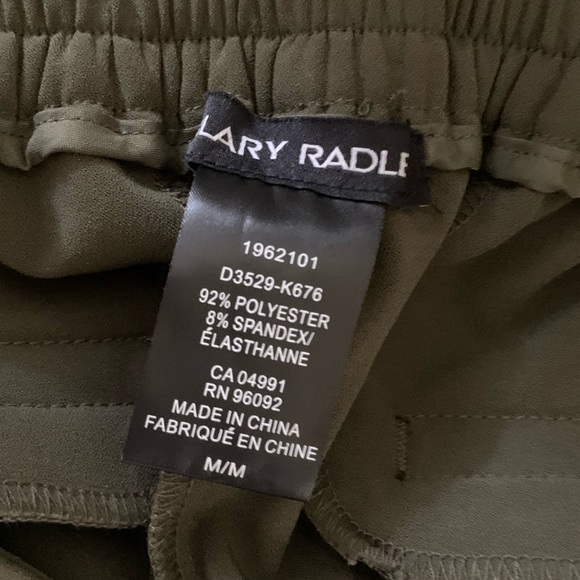 LARY RADLE
1962101
D3529-K676
92% POLYESTER
8% SPANDEX/
ÉLASTHANNE
CA 04991
RN 96092
MADE IN CHINA
FABRIQUÉ EN CHINE
M/M